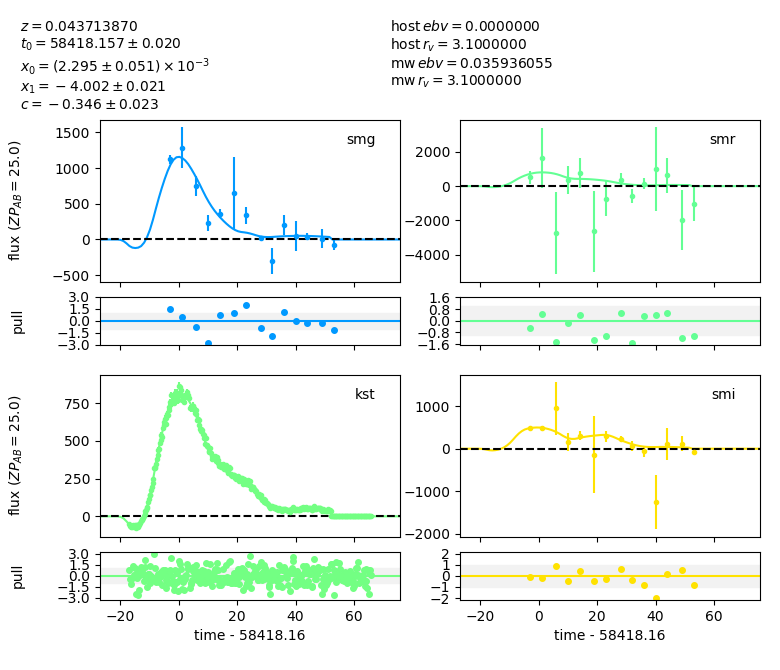 z = 0.043713870
t₀ = 58418.157 ± 0.020
x₀ = (2.295 ± 0.051) × 10⁻³
x₁ = −4.002 ± 0.021
c = −0.346 ± 0.023
host ebv = 0.0000000
host r_v = 3.1000000
mw ebv = 0.035936055
mw r_v = 3.1000000
smg
flux (ZP_AB = 25.0)
1500
1000
500
0
−500
smr
2000
0
−2000
−4000
pull
3.0
1.5
0.0
−1.5
−3.0
1.6
0.8
0.0
−0.8
−1.6
kst
flux (ZP_AB = 25.0)
750
500
250
0
smi
1000
0
−1000
−2000
pull
3.0
1.5
0.0
−1.5
−3.0
2
1
0
−1
−2
−20 0 20 40 60
time - 58418.16
−20 0 20 40 60
time - 58418.16